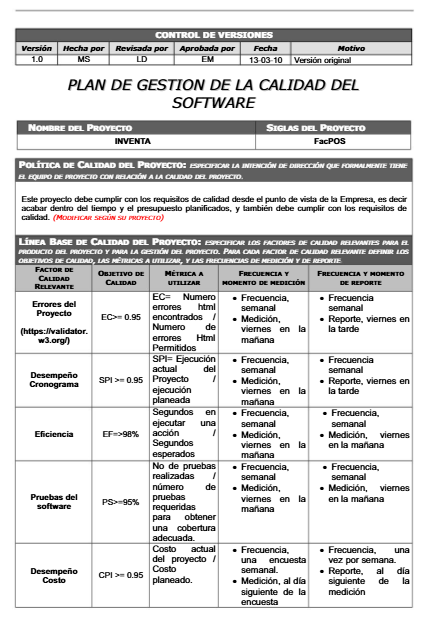 CONTROL DE VERSIONES
Versión Hecha por Revisada por Aprobada por Fecha Motivo
1.0 MS LD EM 13-03-10 Versión original
PLAN DE GESTION DE LA CALIDAD DEL
SOFTWARE
NOMBRE DEL PROYECTO SIGLAS DEL PROYECTO
INVENTA FacPOS
POLÍTICA DE CALIDAD DEL PROYECTO: ESPECIFICAR LA INTENCIÓN DE DIRECCIÓN QUE FORMALMENTE TIENE
EL EQUIPO DE PROYECTO CON RELACIÓN A LA CALIDAD DEL PROYECTO.
Este proyecto debe cumplir con los requisitos de calidad desde el punto de vista de la Empresa, es decir
acabar dentro del tiempo y el presupuesto planificados, y también debe cumplir con los requisitos de
calidad. (MODIFICAR SEGÚN SU PROYECTO)
LÍNEA BASE DE CALIDAD DEL PROYECTO: ESPECIFICAR LOS FACTORES DE CALIDAD RELEVANTES PARA EL
PRODUCTO DEL PROYECTO Y PARA LA GESTIÓN DEL PROYECTO. PARA CADA FACTOR DE CALIDAD RELEVANTE DEFINIR LOS
OBJETIVOS DE CALIDAD, LAS MÉTRICAS A UTILIZAR, Y LAS FRECUENCIAS DE MEDICIÓN Y DE REPORTE.
FACTOR DE
CALIDAD
RELEVANTE
OBJETIVO DE
CALIDAD
MÉTRICA A
UTILIZAR
FRECUENCIA Y
MOMENTO DE MEDICIÓN
FRECUENCIA Y MOMENTO
DE REPORTE
Errores del
Proyecto
(https://validator.
w3.org/)
EC>= 0.95
EC= Numero
errores html
encontrados /
Numero de
errores Html
Permitidos
• Frecuencia,
semanal
• Medición,
viernes en la
mañana
• Frecuencia
semanal
• Reporte, viernes en
la tarde
Desempeño
Cronograma
SPI >= 0.95
SPI= Ejecución
actual del
Proyecto /
ejecución
planeada
• Frecuencia,
semanal
• Medición,
viernes en la
mañana
• Frecuencia
semanal
• Reporte, viernes en
la tarde
Eficiencia
EF=>98%
Segundos en
ejecutar una
acción /
Segundos
esperados
• Frecuencia,
semanal
• Medición,
viernes en la
mañana
• Frecuencia,
semanal
• Medición, viernes
en la mañana
Pruebas del
software
PS>=95%
No de pruebas
realizadas /
número de
pruebas
requeridas
para obtener
una cobertura
adecuada.
• Frecuencia,
semanal
• Medición,
viernes en la
mañana
• Frecuencia,
semanal
• Medición, viernes
en la mañana
Desempeño
Costo
CPI >= 0.95
Costo actual
del proyecto /
Costo
planeado.
• Frecuencia,
una encuesta
semanal.
• Medición, al día
siguiente de la
encuesta
• Frecuencia, una
vez por semana.
• Reporte, al día
siguiente de la
medición